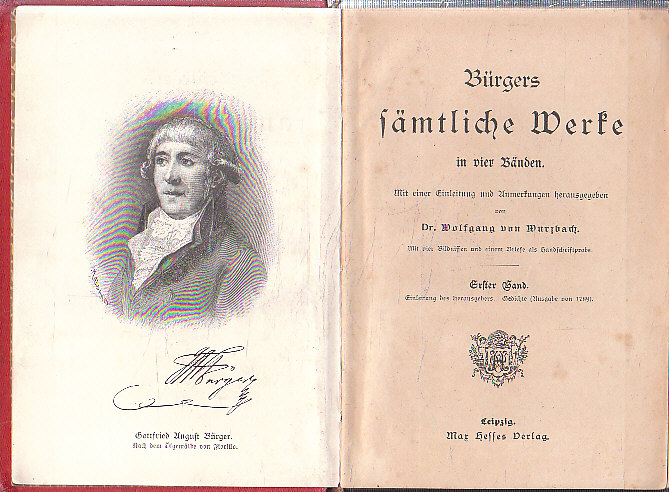 GABürger
Gottfried August Bürger.
Nach dem Ölgemälde von Fiorillo.
Bürgers
sämtliche Werke
in vier Bänden.
Mit einer Einleitung und Anmerkungen herausgegeben
von
Dr. Wolfgang von Wurzbach.
Mit vier Bildnissen und einem Briefe als Handschriftprobe.
Erster Band.
Einleitung des Herausgebers. Gedichte (Ausgabe von 1789).
Leipzig.
Max Hesses Verlag.